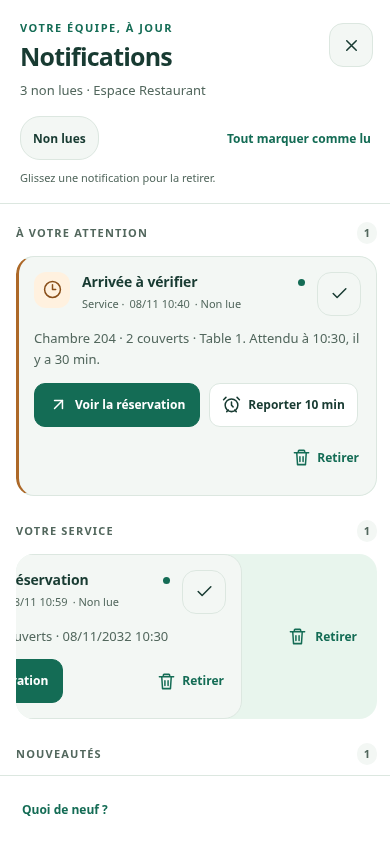 VOTRE ÉQUIPE, À JOUR
Notifications
3 non lues · Espace Restaurant
Non lues
Tout marquer comme lu
Glissez une notification pour la retirer.
À VOTRE ATTENTION
1
Arrivée à vérifier
Service · 08/11 10:40 · Non lue
Chambre 204 · 2 couverts · Table 1. Attendu à 10:30, il
y a 30 min.
Voir la réservation
Reporter 10 min
Retirer
VOTRE SERVICE
1
éservation
8/11 10:59 · Non lue
uverts · 08/11/2032 10:30
Retirer
ration
Retirer
NOUVEAUTÉS
1
Quoi de neuf ?